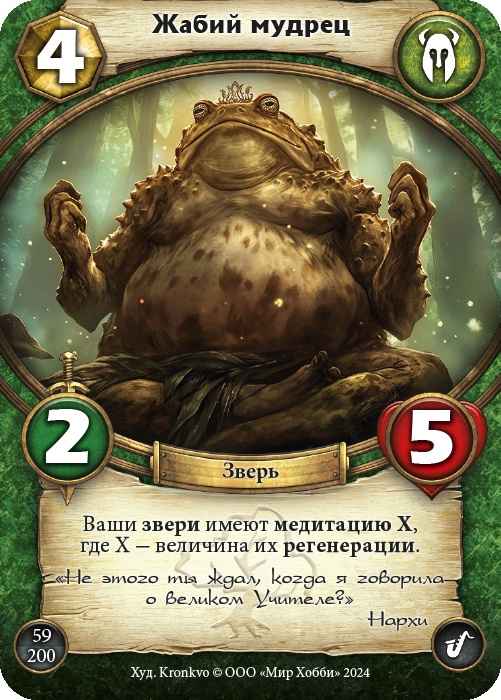 Жабий мудрец
4
2
5
Зверь
Ваши звери имеют медитацию X,
где X — величина их регенерации.
«Не этого ты ждал, когда я говорила
о великом Учителе?»
Нархи
59
200
Худ. Kronkvo © ООО «Мир Хобби» 2024